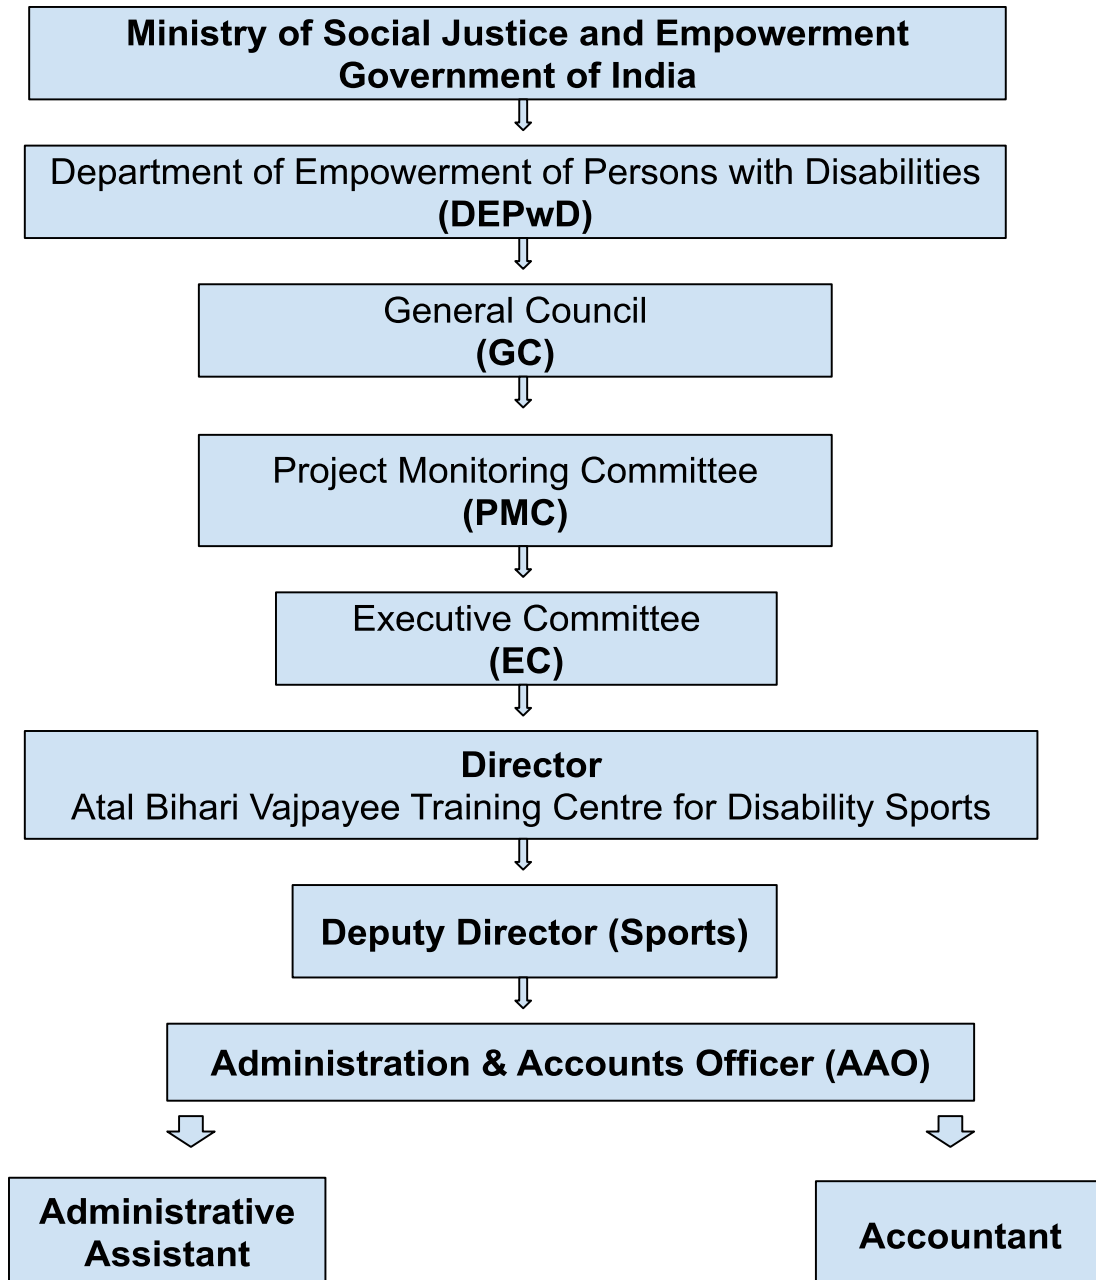 Ministry of Social Justice and Empowerment
Government of India
Department of Empowerment of Persons with Disabilities
(DEPwD)
General Council
(GC)
Project Monitoring Committee
(PMC)
Executive Committee
(EC)
Director
Atal Bihari Vajpayee Training Centre for Disability Sports
Deputy Director (Sports)
Administration & Accounts Officer (AAO)
Administrative
Assistant
Accountant